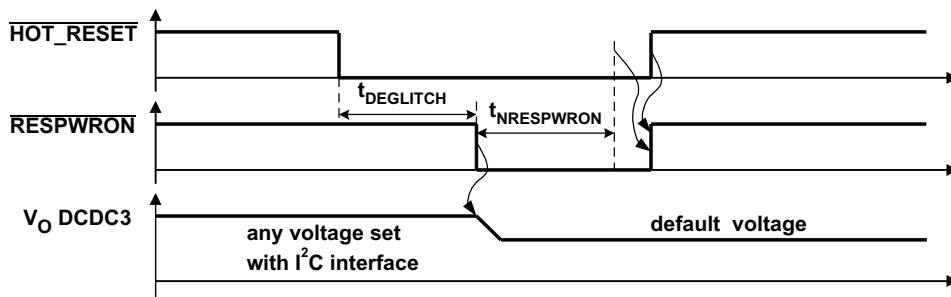 HOT_RESET
tDEGLITCH
RESPWRON
tNRESPWRON
VO DCDC3
any voltage set
with I2C interface
default voltage